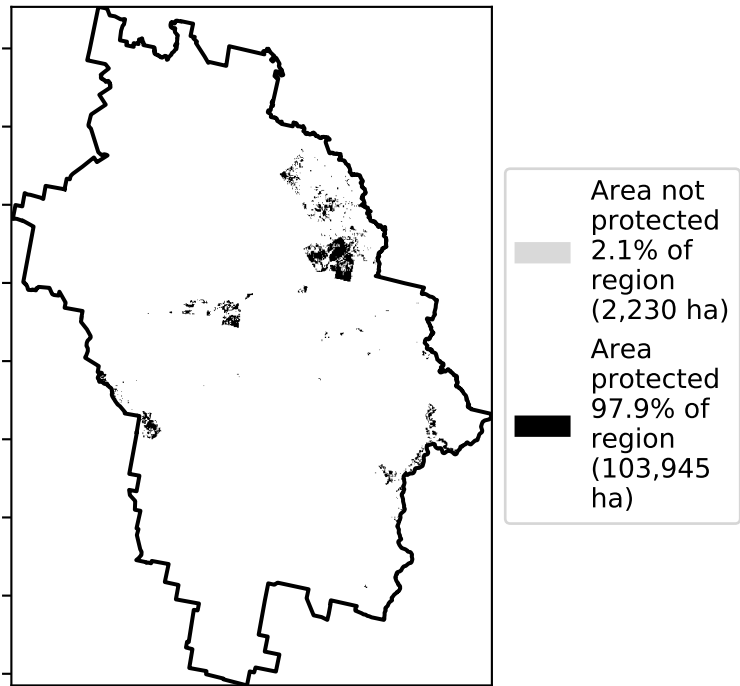 Area not
protected
2.1% of
region
(2,230 ha)
Area
protected
97.9% of
region
(103,945
ha)